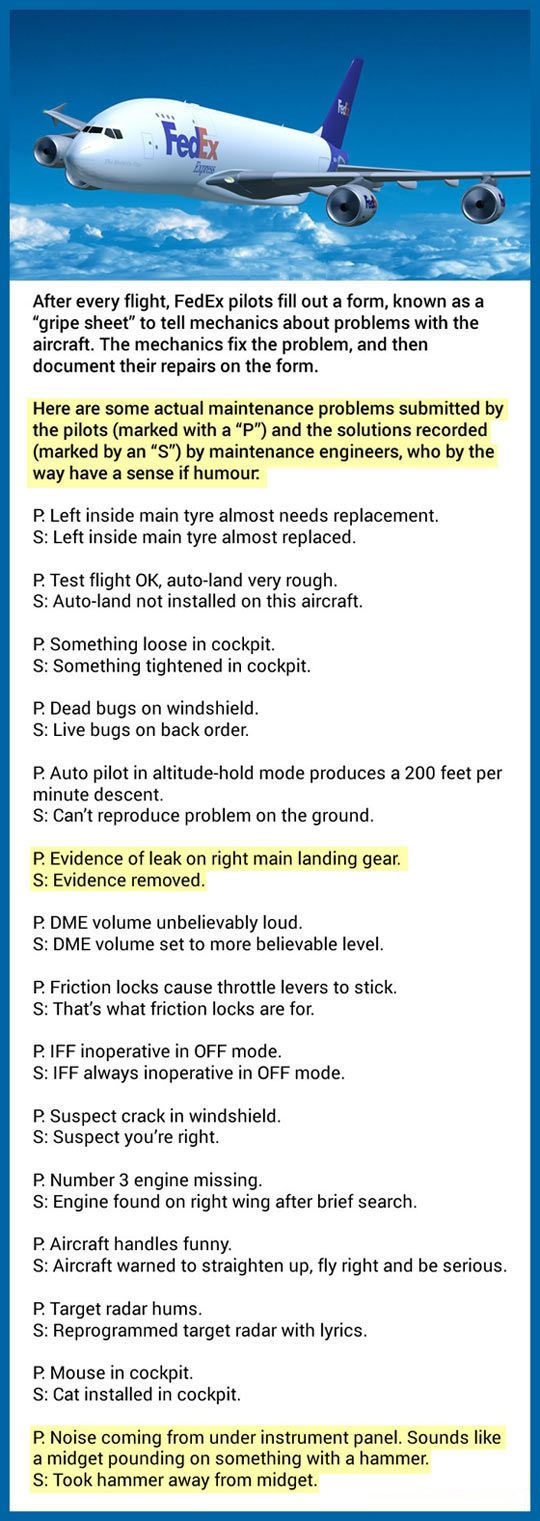 FedEx
Express
FedEx
FedEx
After every flight, FedEx pilots fill out a form, known as a
“gripe sheet” to tell mechanics about problems with the
aircraft. The mechanics fix the problem, and then
document their repairs on the form.
Here are some actual maintenance problems submitted by
the pilots (marked with a “P”) and the solutions recorded
(marked by an “S”) by maintenance engineers, who by the
way have a sense if humour:
P. Left inside main tyre almost needs replacement.
S: Left inside main tyre almost replaced.
P. Test flight OK, auto-land very rough.
S: Auto-land not installed on this aircraft.
P. Something loose in cockpit.
S: Something tightened in cockpit.
P. Dead bugs on windshield.
S: Live bugs on back order.
P. Auto pilot in altitude-hold mode produces a 200 feet per
minute descent.
S: Can’t reproduce problem on the ground.
P. Evidence of leak on right main landing gear.
S: Evidence removed.
P. DME volume unbelievably loud.
S: DME volume set to more believable level.
P. Friction locks cause throttle levers to stick.
S: That’s what friction locks are for.
P. IFF inoperative in OFF mode.
S: IFF always inoperative in OFF mode.
P. Suspect crack in windshield.
S: Suspect you’re right.
P. Number 3 engine missing.
S: Engine found on right wing after brief search.
P. Aircraft handles funny.
S: Aircraft warned to straighten up, fly right and be serious.
P. Target radar hums.
S: Reprogrammed target radar with lyrics.
P. Mouse in cockpit.
S: Cat installed in cockpit.
P. Noise coming from under instrument panel. Sounds like
a midget pounding on something with a hammer.
S: Took hammer away from midget.